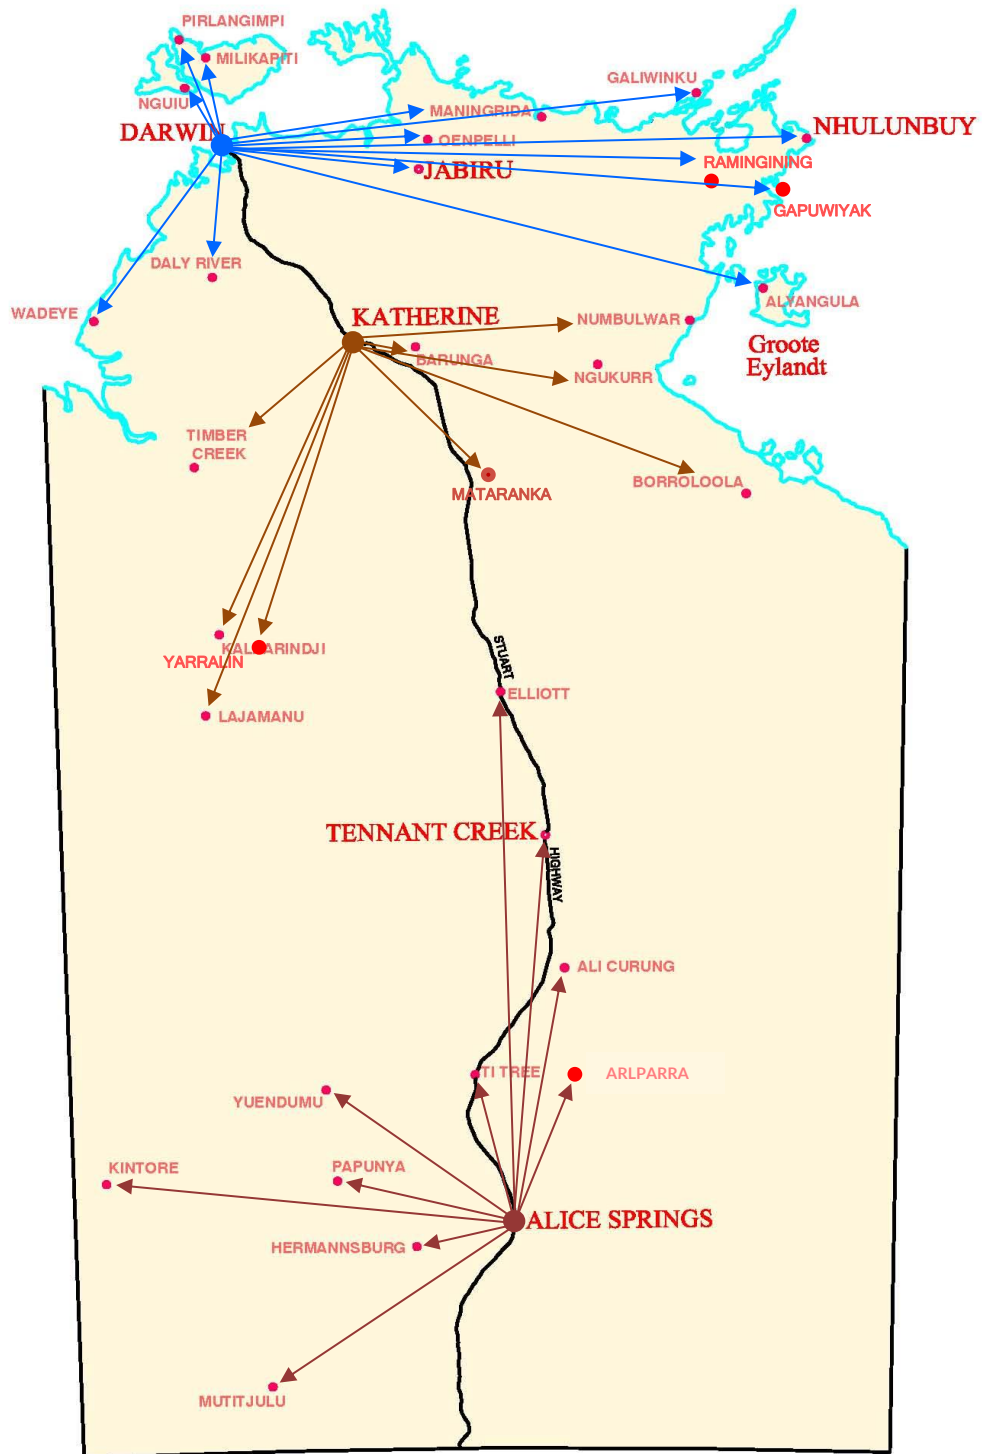 PIRLANGIMPI
MILIKAPITI
NGUIU
DARWIN
GALIWINKU
MANINGRIDA
OENPELLI
NHULUNBUY
JABIRU
RAMINGINING
GAPUWIYAK
DALY RIVER
WADEYE
ALYANGULA
KATHERINE
NUMBULWAR
Groote
Eylandt
BARUNGA
NGUKURR
TIMBER
CREEK
BORROLOOLA
MATARANKA
STUART
KALKARINDJI
YARRALIN
ELLIOTT
LAJAMANU
TENNANT CREEK
HIGHWAY
ALI CURUNG
TI TREE
ARLPARRA
YUENDUMU
KINTORE
PAPUNYA
ALICE SPRINGS
HERMANNSBURG
MUTITJULU